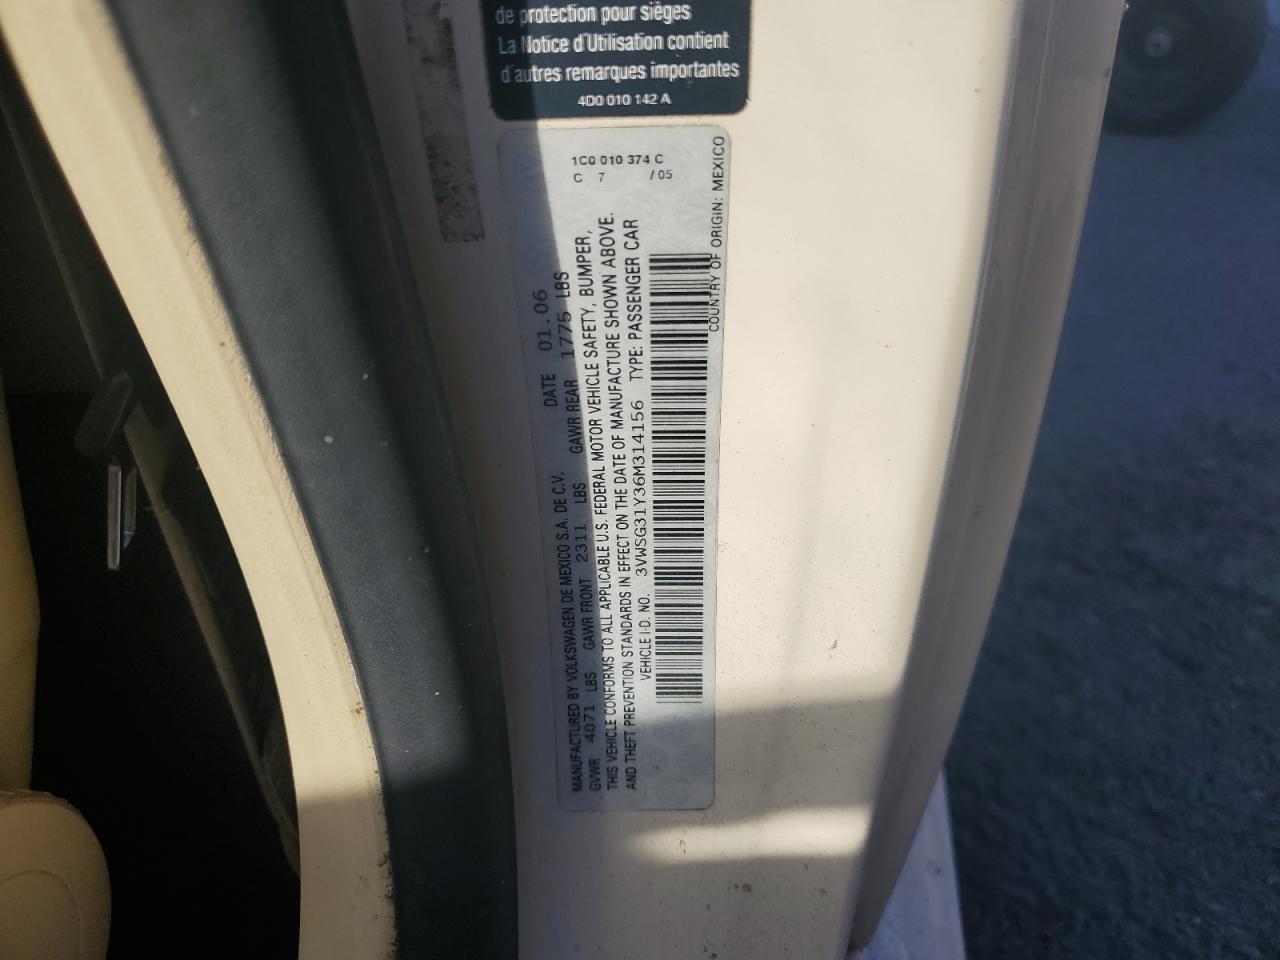 de protection pour sièges
La Notice d'Utilisation contient
d'autres remarques importantes
4D0 010 142 A
1C0 010 374 C
C 7 /05
MANUFACTURED BY VOLKSWAGEN DE MEXICO S.A. DE C.V. DATE 01.06
GVWR 4071 LBS GAWR FRONT 2311 LBS GAWR REAR 1775 LBS
THIS VEHICLE CONFORMS TO ALL APPLICABLE U.S. FEDERAL MOTOR VEHICLE SAFETY, BUMPER,
AND THEFT PREVENTION STANDARDS IN EFFECT ON THE DATE OF MANUFACTURE SHOWN ABOVE.
VEHICLE I-D. NO. 3VWSG31Y36M314156 TYPE: PASSENGER CAR
COUNTRY OF ORIGIN: MEXICO